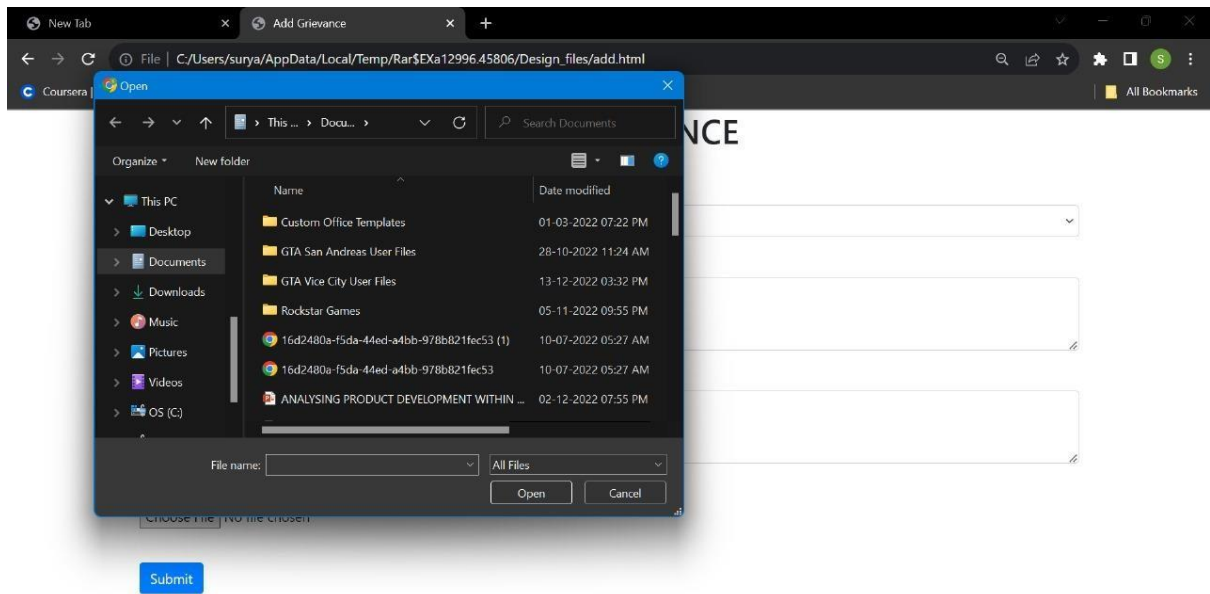 New Tab
Add Grievance
File | C:/Users/surya/AppData/Local/Temp/Rar$EXa12996.45806/Design_files/add.html
S
C Coursera |
All Bookmarks
NCE
Open
This ... › Docu... ›
Search Documents
Organize
New folder
Name
Date modified
This PC
Desktop
Documents
Downloads
Music
Pictures
Videos
OS (C:)
Custom Office Templates 01-03-2022 07:22 PM
GTA San Andreas User Files 28-10-2022 11:24 AM
GTA Vice City User Files 13-12-2022 03:32 PM
Rockstar Games 05-11-2022 09:55 PM
16d2480a-f5da-44ed-a4bb-978b821fec53 (1) 10-07-2022 05:27 AM
16d2480a-f5da-44ed-a4bb-978b821fec53 10-07-2022 05:27 AM
ANALYSING PRODUCT DEVELOPMENT WITHIN ... 02-12-2022 07:55 PM
File name:
All Files
Open
Cancel
Choose File No file chosen
Submit